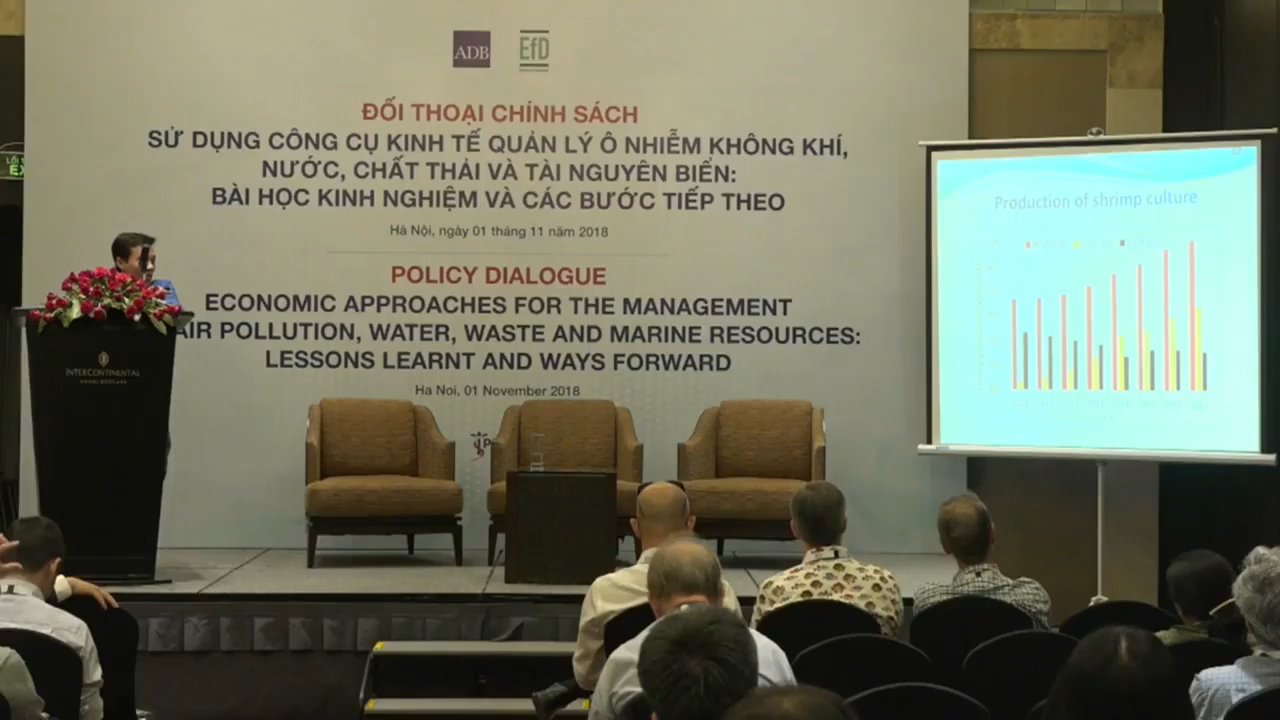 ADB
EfD
ĐỐI THOẠI CHÍNH SÁCH
SỬ DỤNG CÔNG CỤ KINH TẾ QUẢN LÝ Ô NHIỄM KHÔNG KHÍ,
NƯỚC, CHẤT THẢI VÀ TÀI NGUYÊN BIỂN:
BÀI HỌC KINH NGHIỆM VÀ CÁC BƯỚC TIẾP THEO
Hà Nội, ngày 01 tháng 11 năm 2018
POLICY DIALOGUE
ECONOMIC APPROACHES FOR THE MANAGEMENT
AIR POLLUTION, WATER, WASTE AND MARINE RESOURCES:
LESSONS LEARNT AND WAYS FORWARD
Ha Noi, 01 November 2018
INTERCONTINENTAL
Production of shrimp culture